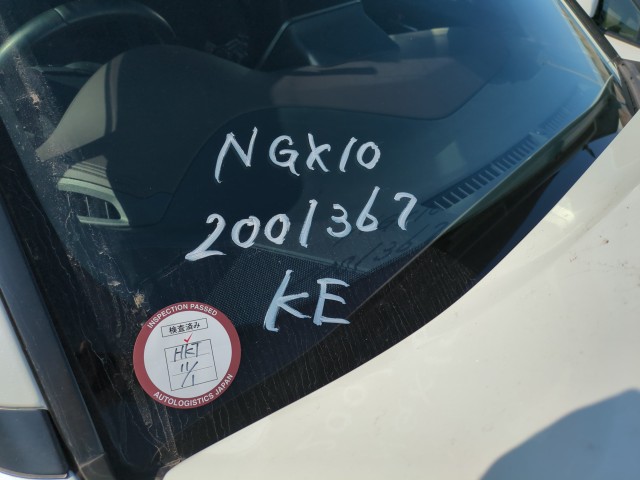 NGX10
2001367
KE
INSPECTION PASSED
検査済み
HKT
11/1
AUTOLOGISTICS JAPAN